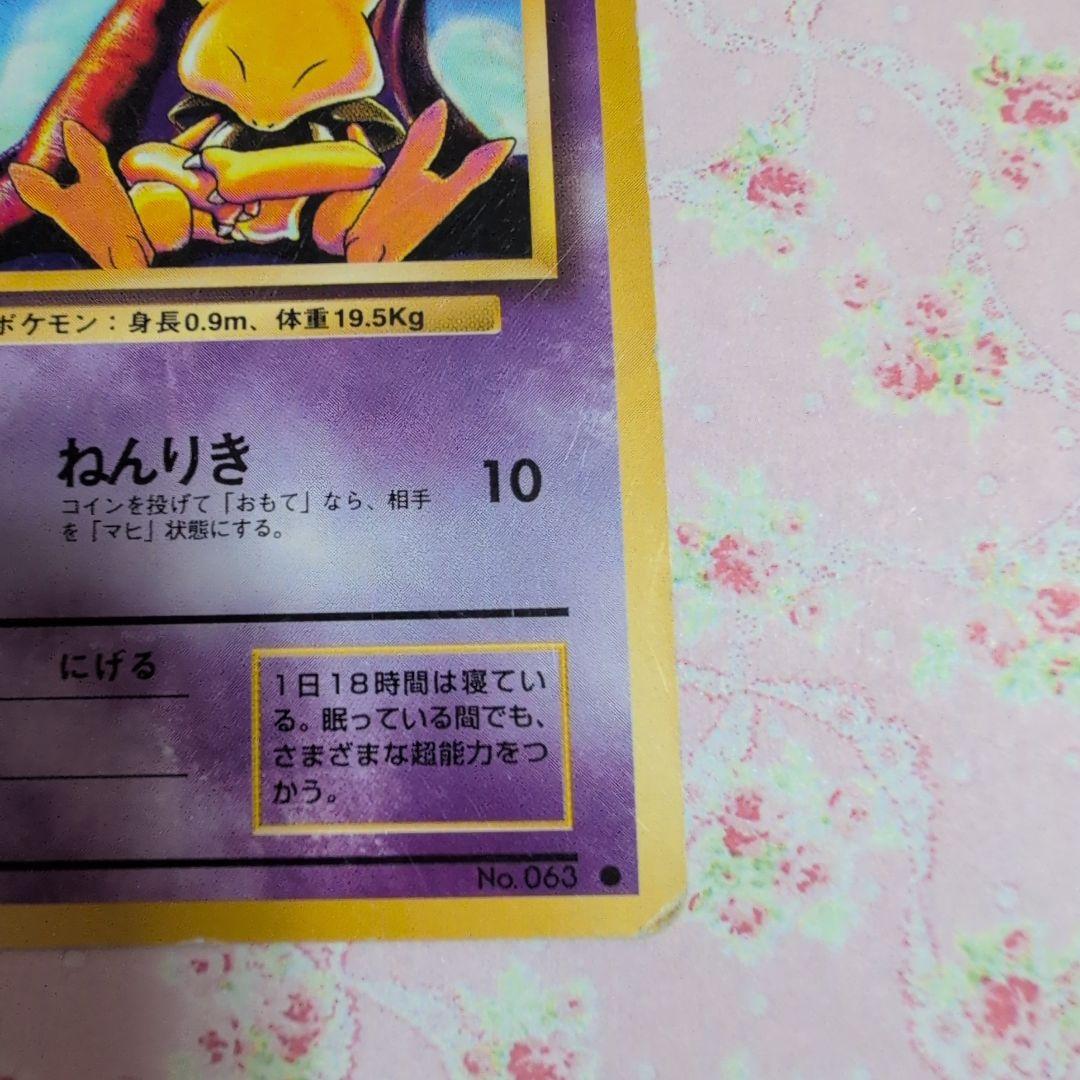 ポケモン：身長0.9m、体重19.5Kg
ねんりき 10
コインを投げて「おもて」なら、相手
を「マヒ」状態にする。
にげる
1日18時間は寝てい
る。眠っている間でも、
さまざまな超能力をつ
かう。
No. 063